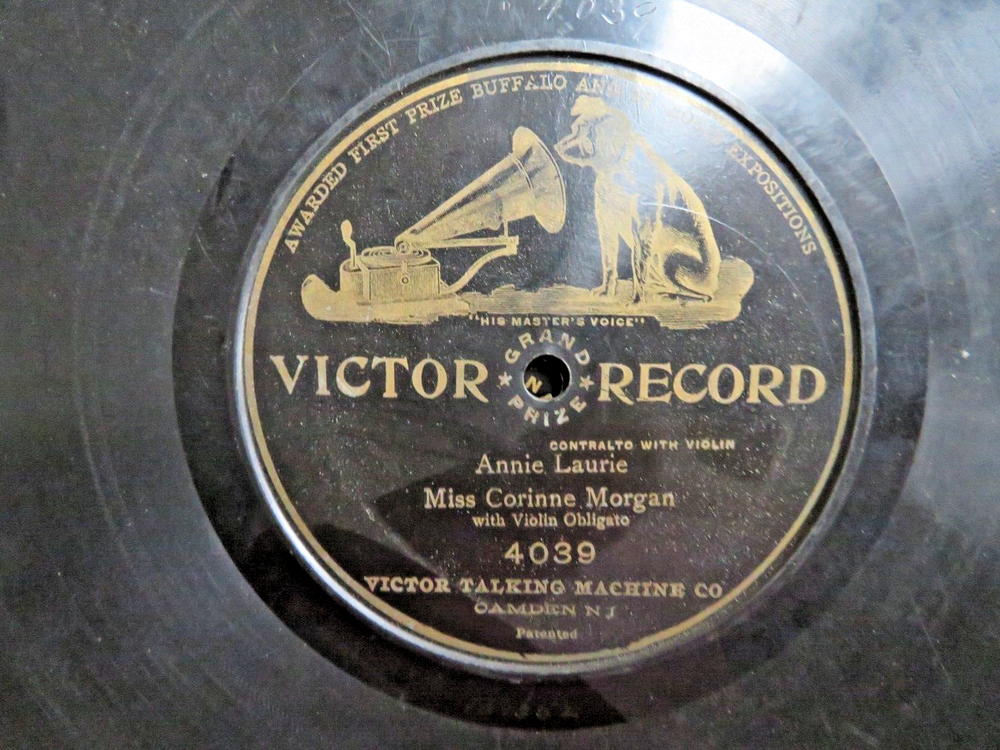 4039
AWARDED FIRST PRIZE BUFFALO AND EXPOSITIONS
"HIS MASTER'S VOICE"
VICTOR RECORD
GRAND PRIZE
CONTRALTO WITH VIOLIN
Annie Laurie
Miss Corinne Morgan
with Violin Obligato
4039
VICTOR TALKING MACHINE CO
CAMDEN N J
Patented